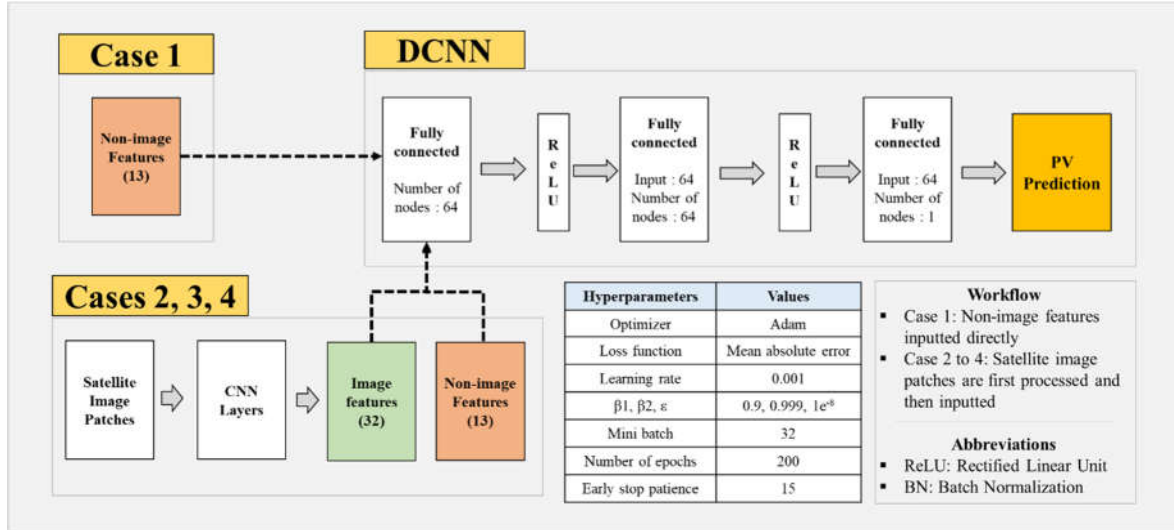 Case 1
Non-image
Features
(13)
DCNN
Fully
connected
Number of
nodes : 64
R
e
L
U
Fully
connected
Input : 64
Number of
nodes : 64
R
e
L
U
Fully
connected
Input : 64
Number of
nodes : 1
PV
Prediction
Cases 2, 3, 4
Satellite
Image
Patches
CNN
Layers
Image
features
(32)
Non-image
Features
(13)
Hyperparameters Values
Optimizer Adam
Loss function Mean absolute error
Learning rate 0.001
β1, β2, ε 0.9, 0.999, 1e⁻⁸
Mini batch 32
Number of epochs 200
Early stop patience 15
Workflow
▪ Case 1: Non-image features
inputted directly
▪ Case 2 to 4: Satellite image
patches are first processed and
then inputted
Abbreviations
▪ ReLU: Rectified Linear Unit
▪ BN: Batch Normalization